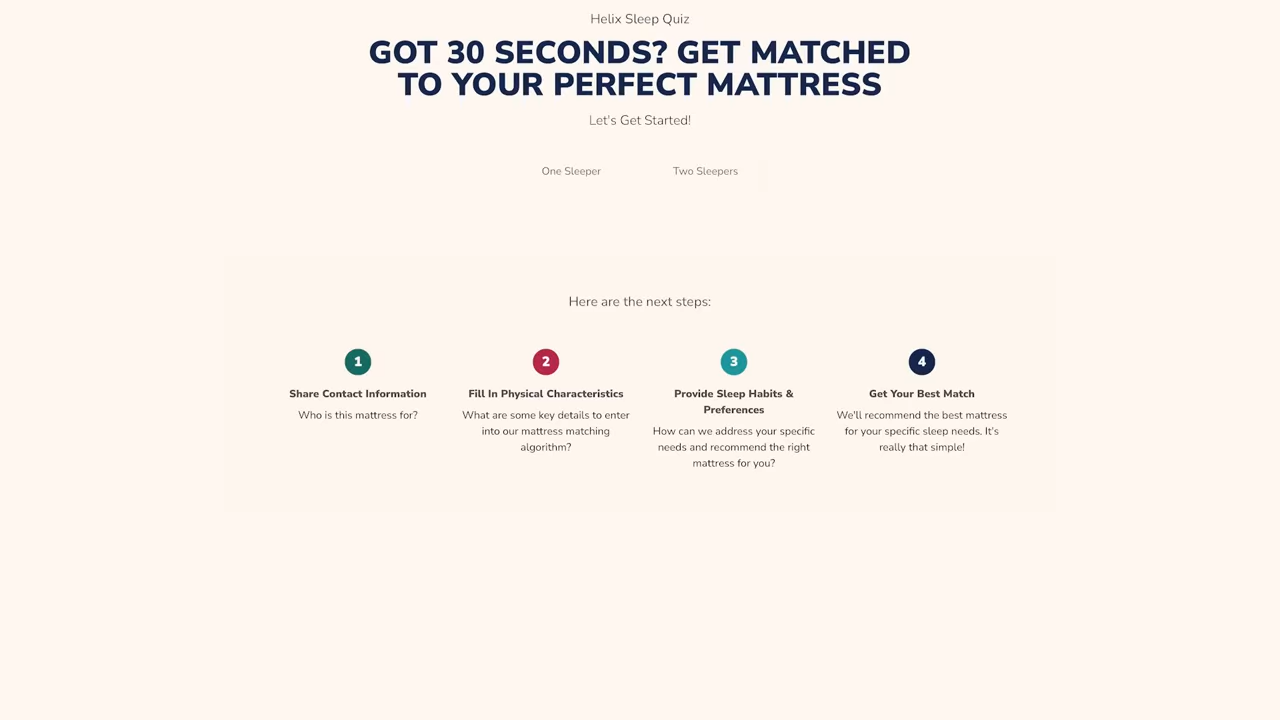 Helix Sleep Quiz
GOT 30 SECONDS? GET MATCHED
TO YOUR PERFECT MATTRESS
Let's Get Started!
One Sleeper
Two Sleepers
Here are the next steps:
1
Share Contact Information
Who is this mattress for?
2
Fill In Physical Characteristics
What are some key details to enter
into our mattress matching
algorithm?
3
Provide Sleep Habits &
Preferences
How can we address your specific
needs and recommend the right
mattress for you?
4
Get Your Best Match
We'll recommend the best mattress
for your specific sleep needs. It's
really that simple!